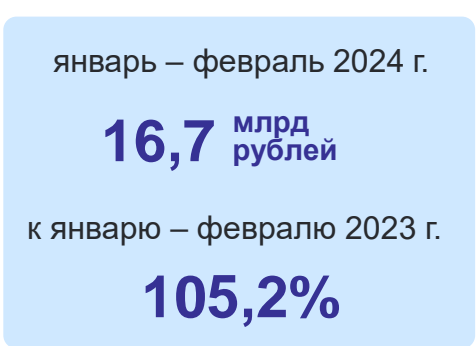 январь – февраль 2024 г.
16,7 млрд
рублей
к январю – февралю 2023 г.
105,2%